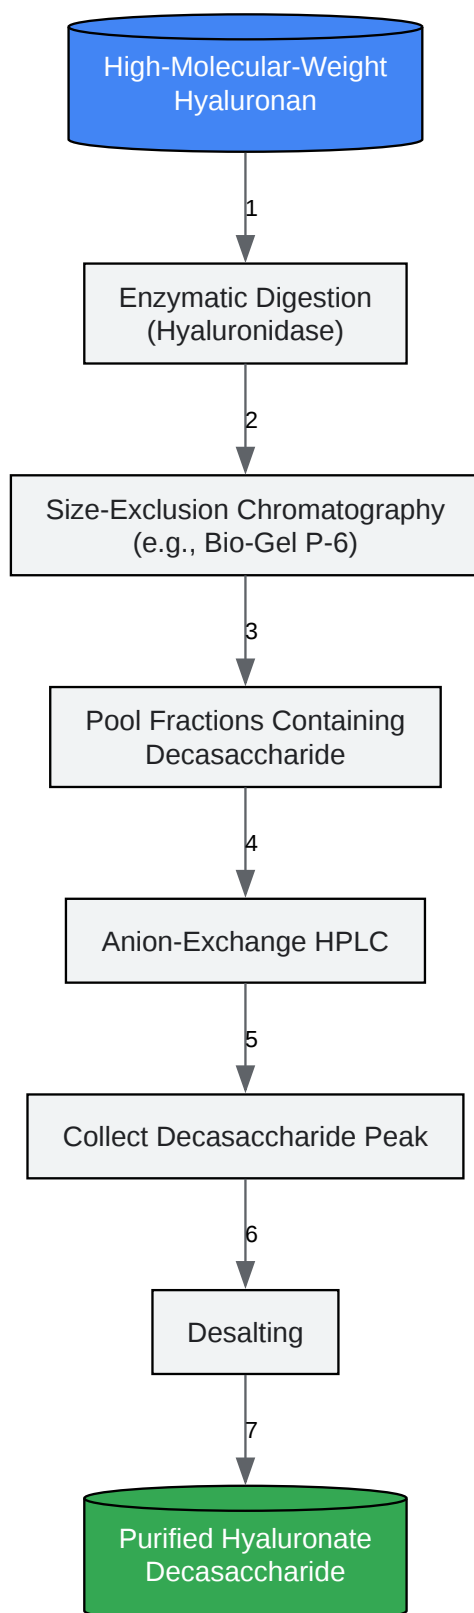 High-Molecular-Weight
Hyaluronan
1
Enzymatic Digestion
(Hyaluronidase)
2
Size-Exclusion Chromatography
(e.g., Bio-Gel P-6)
3
Pool Fractions Containing
Decasaccharide
4
Anion-Exchange HPLC
5
Collect Decasaccharide Peak
6
Desalting
7
Purified Hyaluronate
Decasaccharide